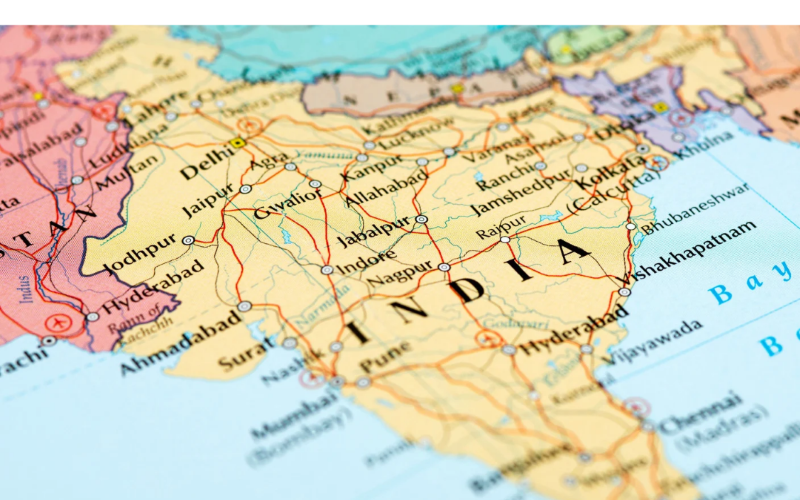 Lahore
Faisalabad
Ludhiana
Multan
NEPAL
Kathmandu
Lucknow
Patna
Dhaka
Khulna
Delhi
Agra
Yamuna
Kanpur
Varanasi
Asansol
Ranchi
Kolkata
(Calcutta)
Jaipur
Gwalior
Allahabad
Jamshedpur
Jodhpur
Jabalpur
Raipur
Bhubaneshwar
STAN
Indus
Hyderabad
Rann of
Kachchh
Indore
Nagpur
Vishakhapatnam
INDIA
Narmada
Ahmadabad
Surat
Nashik
Pune
Godavari
Hyderabad
Vijayawada
Bay
Mumbai
(Bombay)
Chennai
(Madras)
Bangalore